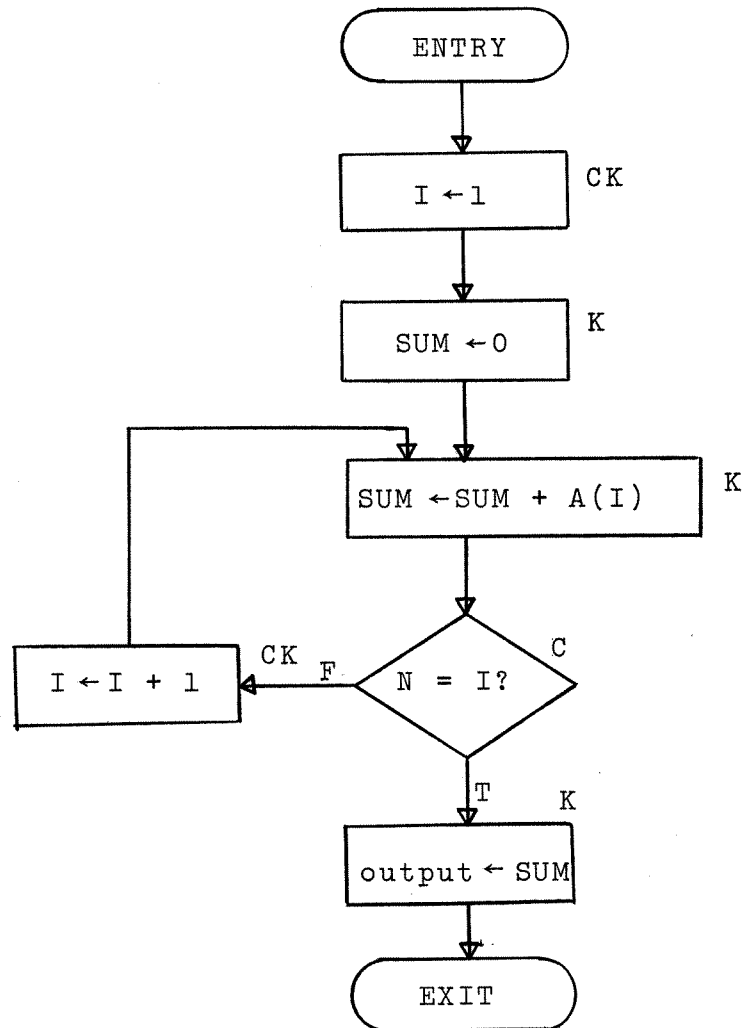 ENTRY
I ← 1
CK
SUM ← 0
K
SUM ← SUM + A(I)
K
N = I?
C
F
CK
I ← I + 1
T
K
output ← SUM
EXIT